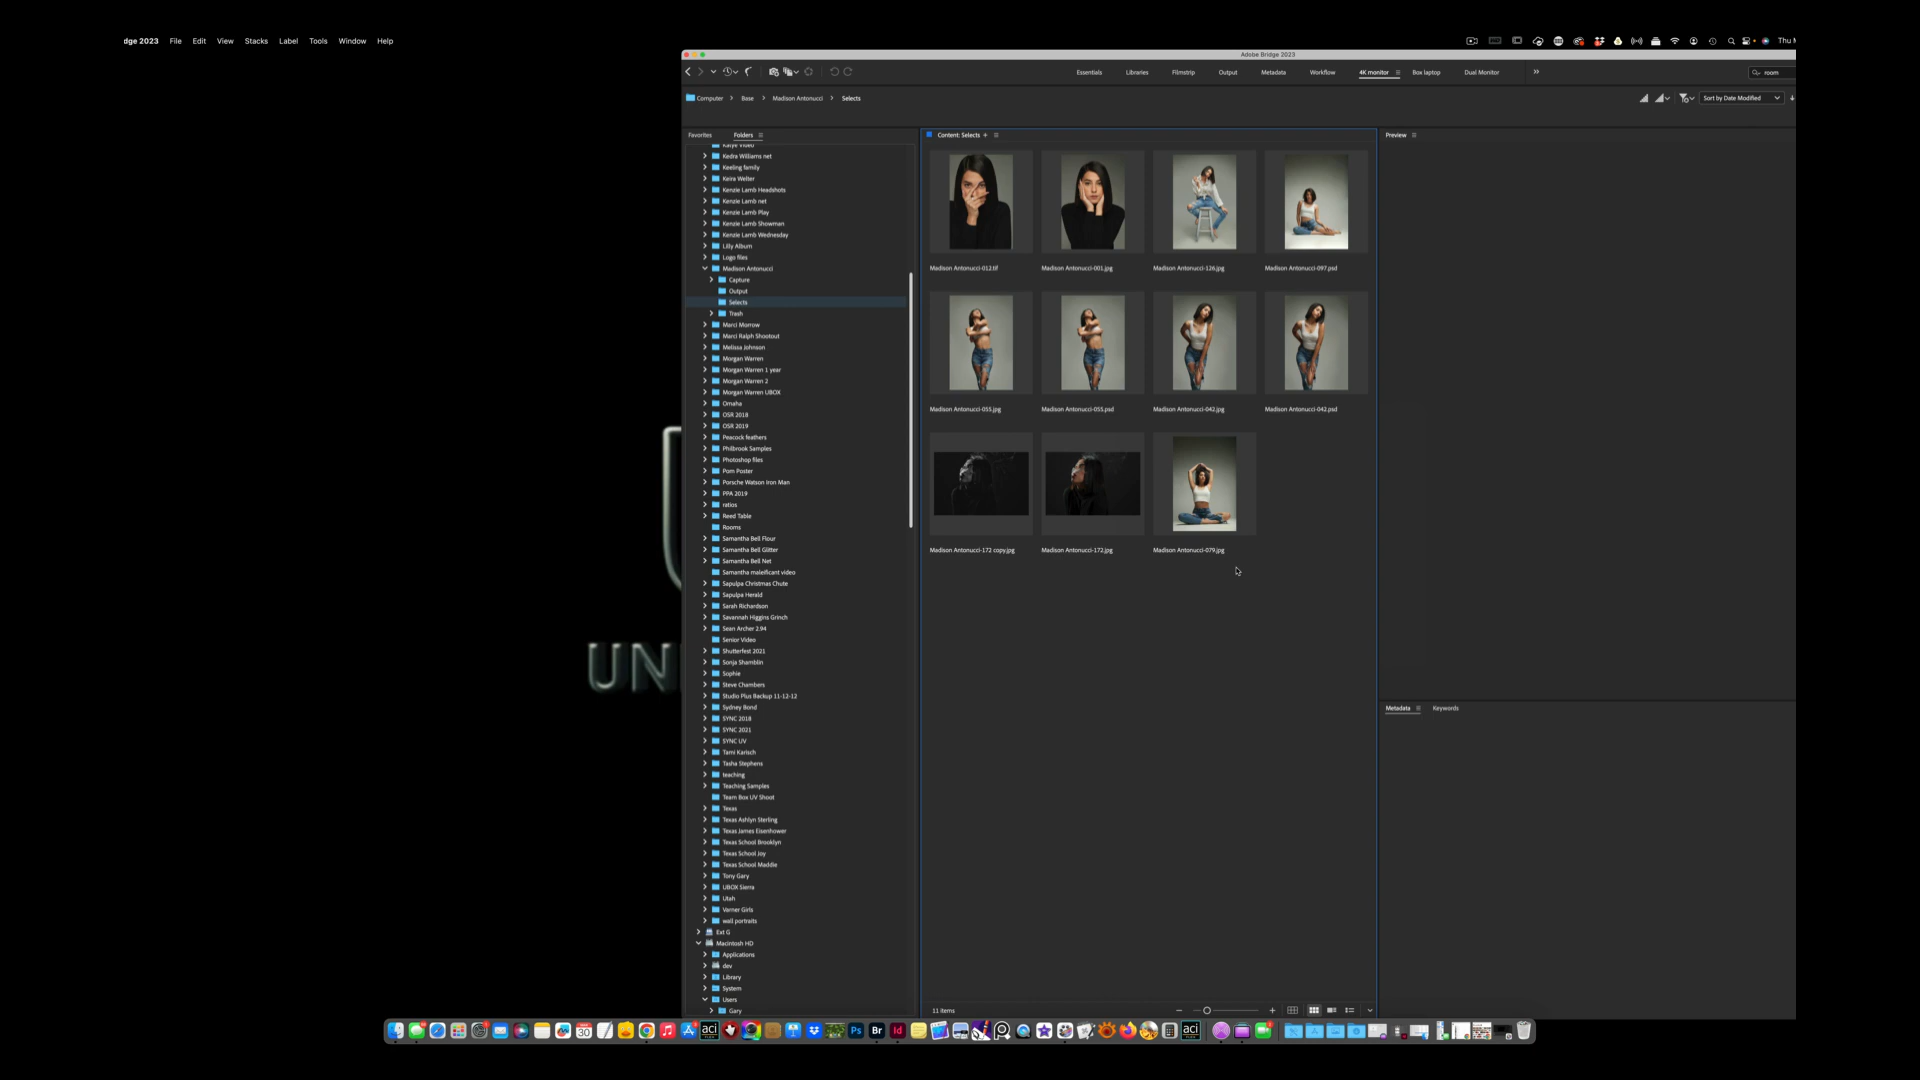 dge 2023 File Edit View Stacks Label Tools Window Help
Thu M
Adobe Bridge 2023
Essentials Libraries Filmstrip Output Metadata Workflow 4K monitor Box laptop Dual Monitor
room
Computer Base Madison Antonucci Selects
Sort by Date Modified
Favorites Folders
Content: Selects
Preview
Katye Video
Kedra Williams net
Keeling family
Keira Welter
Kenzie Lamb Headshots
Kenzie Lamb net
Kenzie Lamb Play
Kenzie Lamb Showman
Kenzie Lamb Wednesday
Lilly Album
Logo files
Madison Antonucci
Capture
Output
Selects
Trash
Marci Morrow
Marci Ralph Shootout
Melissa Johnson
Morgan Warren
Morgan Warren 1 year
Morgan Warren 2
Morgan Warren UBOX
Omaha
OSR 2018
OSR 2019
Peacock feathers
Philbrook Samples
Photoshop files
Pom Poster
Porsche Watson Iron Man
PPA 2019
ratios
Reed Table
Rooms
Samantha Bell Flour
Samantha Bell Glitter
Samantha Bell Net
Samantha maleificant video
Sapulpa Christmas Chute
Sapulpa Herald
Sarah Richardson
Savannah Higgins Grinch
Sean Archer 2.94
Senior Video
Shutterfest 2021
Sonja Shamblin
Sophie
Steve Chambers
Studio Plus Backup 11-12-12
Sydney Bond
SYNC 2018
SYNC 2021
SYNC UV
Tami Karisch
Tasha Stephens
teaching
Teaching Samples
Team Box UV Shoot
Texas
Texas Ashlyn Sterling
Texas James Eisenhower
Texas School Brooklyn
Texas School Joy
Texas School Maddie
Tony Gary
UBOX Sierra
Utah
Verner Girls
wall portraits
Ext G
Macintosh HD
Applications
dev
Library
System
Users
Gary
Madison Antonucci-012.tif
Madison Antonucci-001.jpg
Madison Antonucci-126.jpg
Madison Antonucci-097.psd
Madison Antonucci-055.jpg
Madison Antonucci-055.psd
Madison Antonucci-042.jpg
Madison Antonucci-042.psd
Madison Antonucci-172 copy.jpg
Madison Antonucci-172.jpg
Madison Antonucci-079.jpg
Metadata Keywords
11 items
U
UN
30
aci
Ps
Br
Id
aci